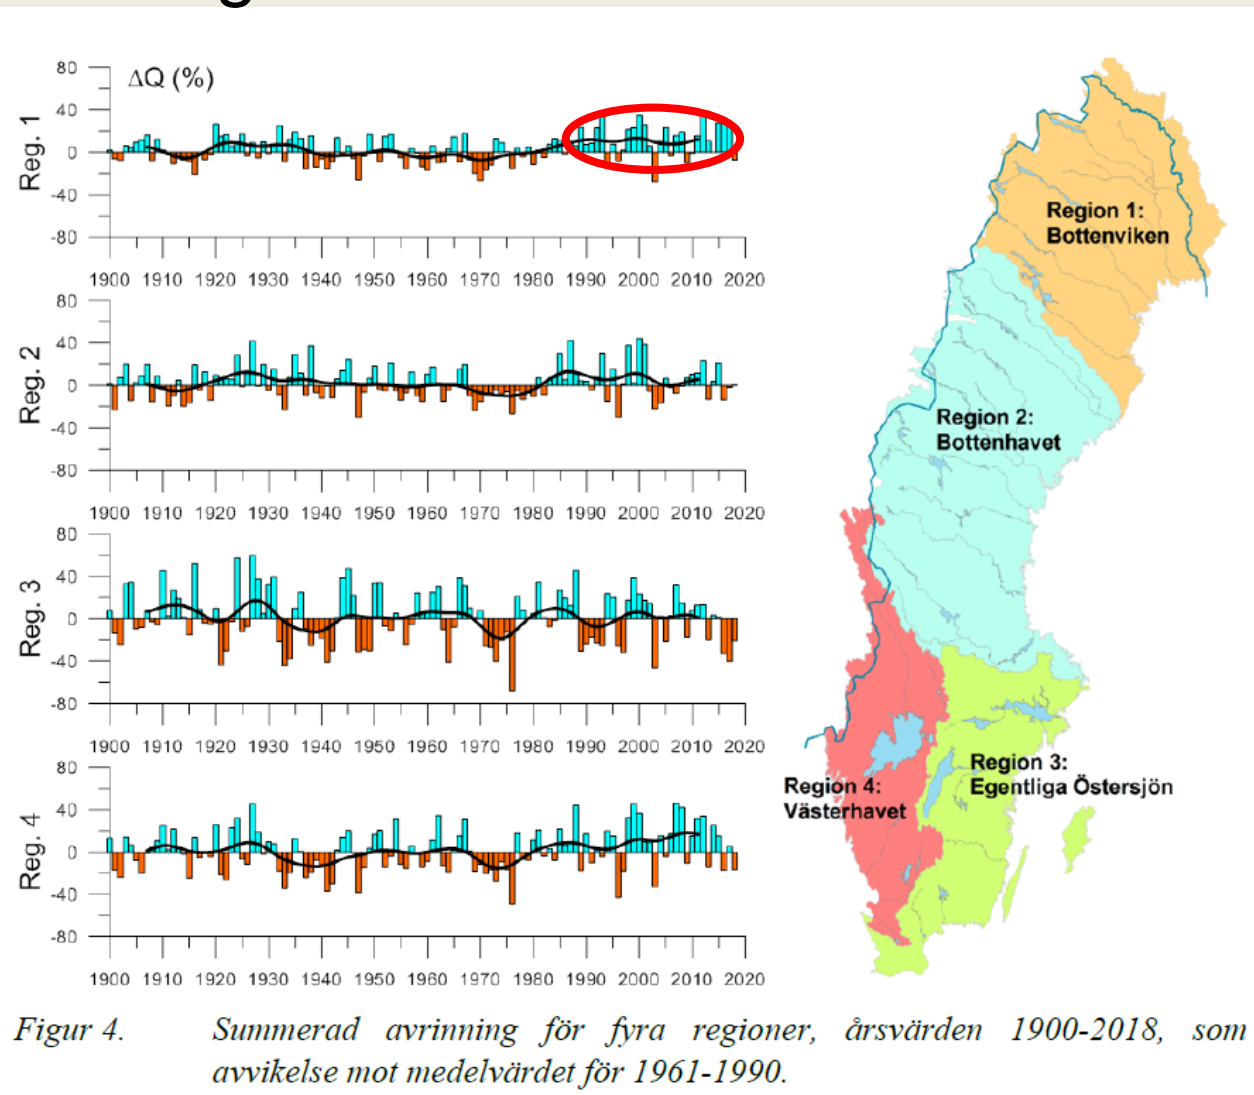 ΔQ (%)
Reg. 1
80
40
0
-40
-80
1900 1910 1920 1930 1940 1950 1960 1970 1980 1990 2000 2010 2020
Reg. 2
80
40
0
-40
-80
1900 1910 1920 1930 1940 1950 1960 1970 1980 1990 2000 2010 2020
Reg. 3
80
40
0
-40
-80
1900 1910 1920 1930 1940 1950 1960 1970 1980 1990 2000 2010 2020
Reg. 4
80
40
0
-40
-80
1900 1910 1920 1930 1940 1950 1960 1970 1980 1990 2000 2010 2020
Region 1:
Bottenviken
Region 2:
Bottenhavet
Region 3:
Egentliga Östersjön
Region 4:
Västerhavet
Figur 4. Summerad avrinning för fyra regioner, årsvärden 1900-2018, som
avvikelse mot medelvärdet för 1961-1990.